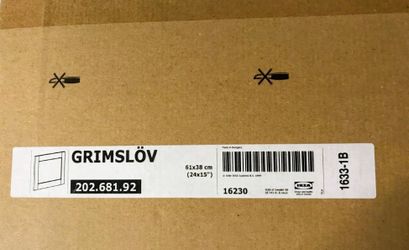 GRIMSLÖV
202.681.92
61x38 cm
(24x15")
16230
IKEA
1633-1B